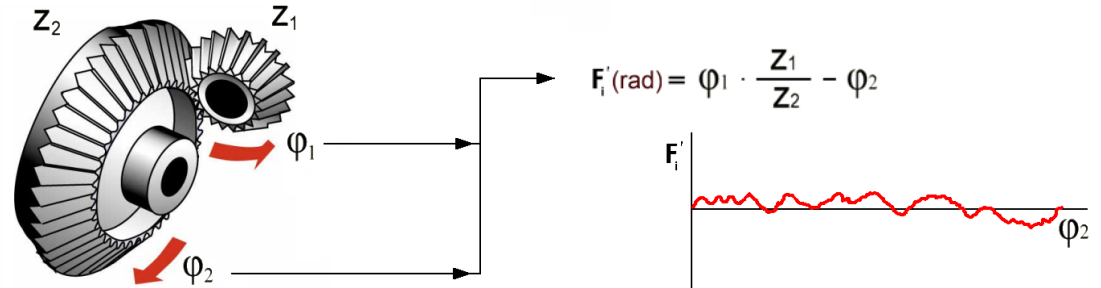 Z₂ Z₁
F'ᵢ(rad) = φ₁ · Z₁/Z₂ − φ₂
φ₁
F'ᵢ
φ₂
φ₂